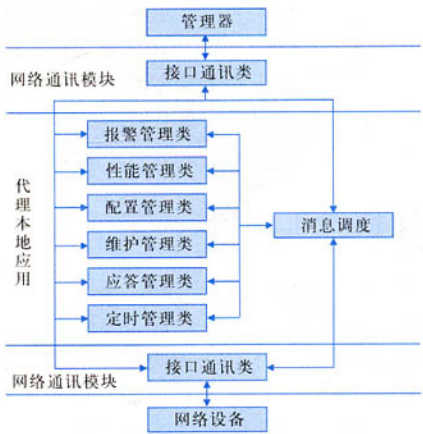 管理器
网络通讯模块
接口通讯类
代理本地应用
报警管理类
性能管理类
配置管理类
维护管理类
应答管理类
定时管理类
消息调度
网络通讯模块
接口通讯类
网络设备